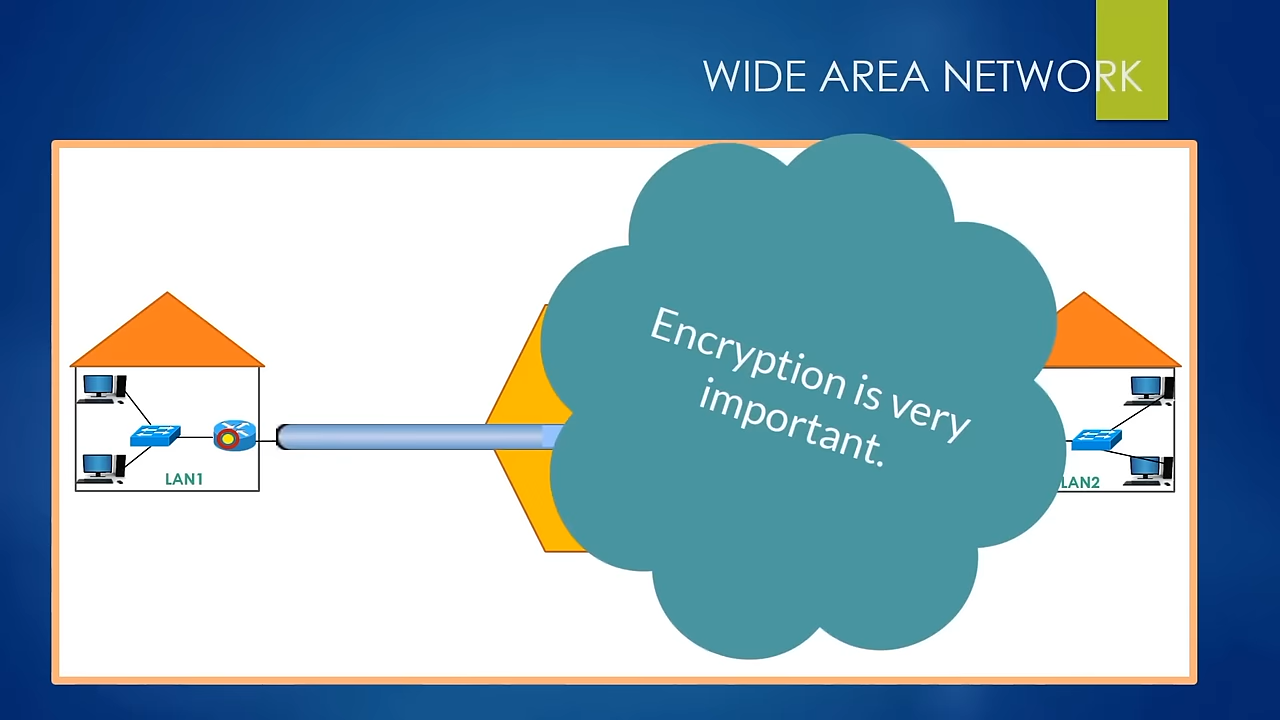 WIDE AREA NETWORK
Encryption is very
important.
LAN1
LAN2